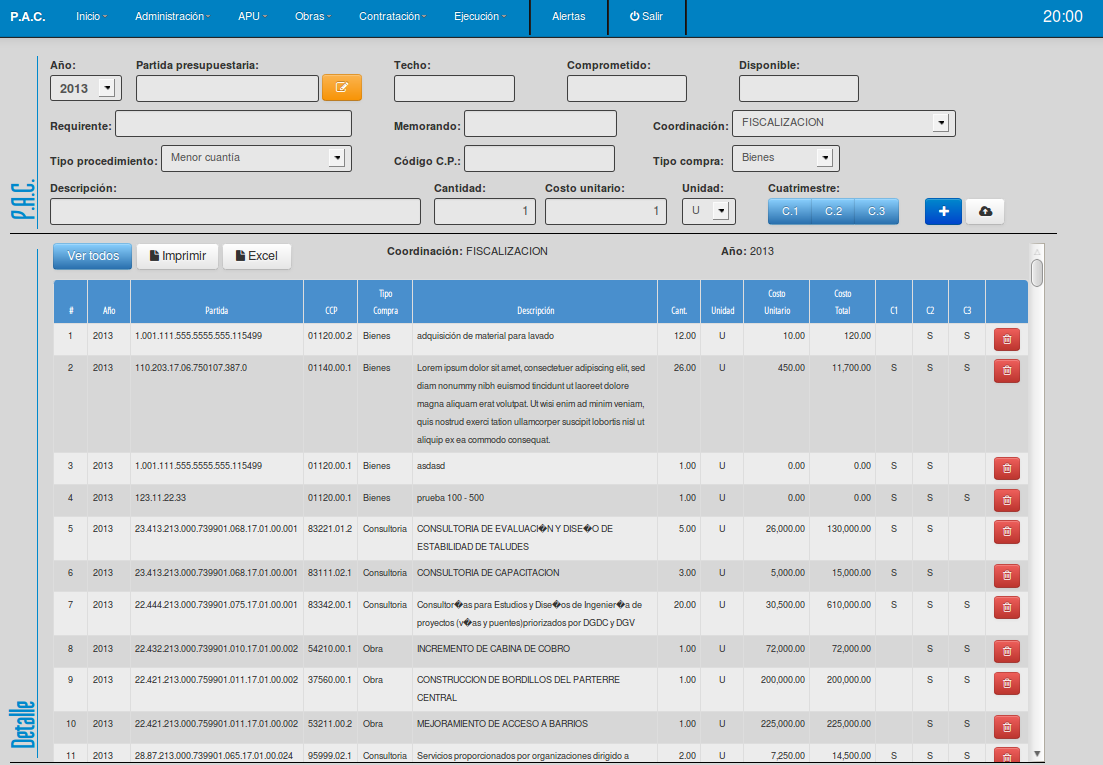 P.A.C. Inicio Administración APU Obras Contratación Ejecución Alertas Salir 20:00
Año: Partida presupuestaria: Techo: Comprometido: Disponible:
2013
Requirente: Memorando: Coordinación: FISCALIZACION
Tipo procedimiento: Menor cuantía Código C.P.: Tipo compra: Bienes
P.A.C.
Descripción: Cantidad: Costo unitario: Unidad: Cuatrimestre:
1 1 U C.1 C.2 C.3
Ver todos Imprimir Excel Coordinación: FISCALIZACION Año: 2013
# Año Partida CCP Tipo Compra Descripción Cant. Unidad Costo Unitario Costo Total C1 C2 C3
1 2013 1.001.111.555.5555.555.115499 01120.00.2 Bienes adquisición de material para lavado 12.00 U 10.00 120.00 S S
2 2013 110.203.17.06.750107.387.0 01140.00.1 Bienes Lorem ipsum dolor sit amet, consectetuer adipiscing elit, sed 26.00 U 450.00 11,700.00 S S S
diam nonummy nibh euismod tincidunt ut laoreet dolore
magna aliquam erat volutpat. Ut wisi enim ad minim veniam,
quis nostrud exerci tation ullamcorper suscipit lobortis nisl ut
aliquip ex ea commodo consequat.
3 2013 1.001.111.555.5555.555.115499 01120.00.1 Bienes asdasd 1.00 U 0.00 0.00 S S
4 2013 123.11.22.33 01120.00.1 Bienes prueba 100 - 500 1.00 U 0.00 0.00 S S S
5 2013 23.413.213.000.739901.068.17.01.00.001 83221.01.2 Consultoria CONSULTORIA DE EVALUACI�N Y DISE�O DE 5.00 U 26,000.00 130,000.00 S S S
ESTABILIDAD DE TALUDES
6 2013 23.413.213.000.739901.068.17.01.00.001 83111.02.1 Consultoria CONSULTORIA DE CAPACITACION 3.00 U 5,000.00 15,000.00 S S
7 2013 22.444.213.000.739901.075.17.01.00.001 83342.00.1 Consultoria Consultor�as para Estudios y Dise�os de Ingenier�a de 20.00 U 30,500.00 610,000.00 S S S
proyectos (v�as y puentes)priorizados por DGDC y DGV
8 2013 22.432.213.000.739901.010.17.01.00.002 54210.00.1 Obra INCREMENTO DE CABINA DE COBRO 1.00 U 72,000.00 72,000.00 S S
9 2013 22.421.213.000.759901.011.17.01.00.002 37560.00.1 Obra CONSTRUCCION DE BORDILLOS DEL PARTERRE 1.00 U 200,000.00 200,000.00 S S
CENTRAL
10 2013 22.421.213.000.759901.011.17.01.00.002 53211.00.2 Obra MEJORAMIENTO DE ACCESO A BARRIOS 1.00 U 225,000.00 225,000.00 S S
11 2013 28.87.213.000.739901.065.17.01.00.024 95999.02.1 Consultoria Servicios proporcionados por organizaciones dirigido a 2.00 U 7,250.00 14,500.00 S S S
Detalle